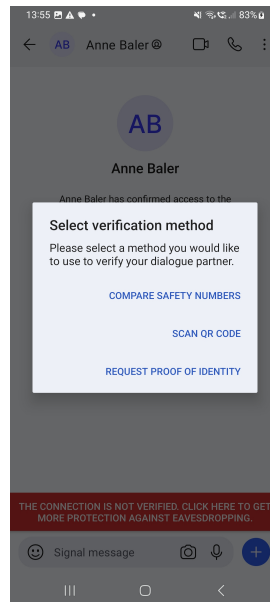 13:55 83%
AB Anne Baler
AB
Anne Baler
Anne Baler has confirmed access to the
Select verification method
Please select a method you would like
to use to verify your dialogue partner.
COMPARE SAFETY NUMBERS
SCAN QR CODE
REQUEST PROOF OF IDENTITY
THE CONNECTION IS NOT VERIFIED. CLICK HERE TO GET
MORE PROTECTION AGAINST EAVESDROPPING.
Signal message